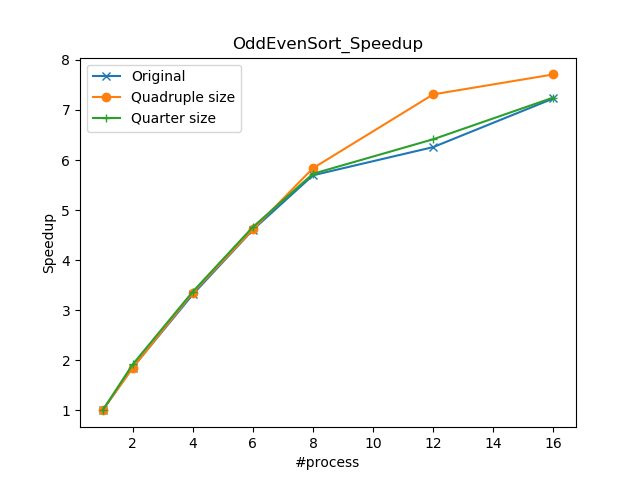 OddEvenSort_Speedup
Original
Quadruple size
Quarter size
Speedup
8
7
6
5
4
3
2
1
2 4 6 8 10 12 14 16
#process